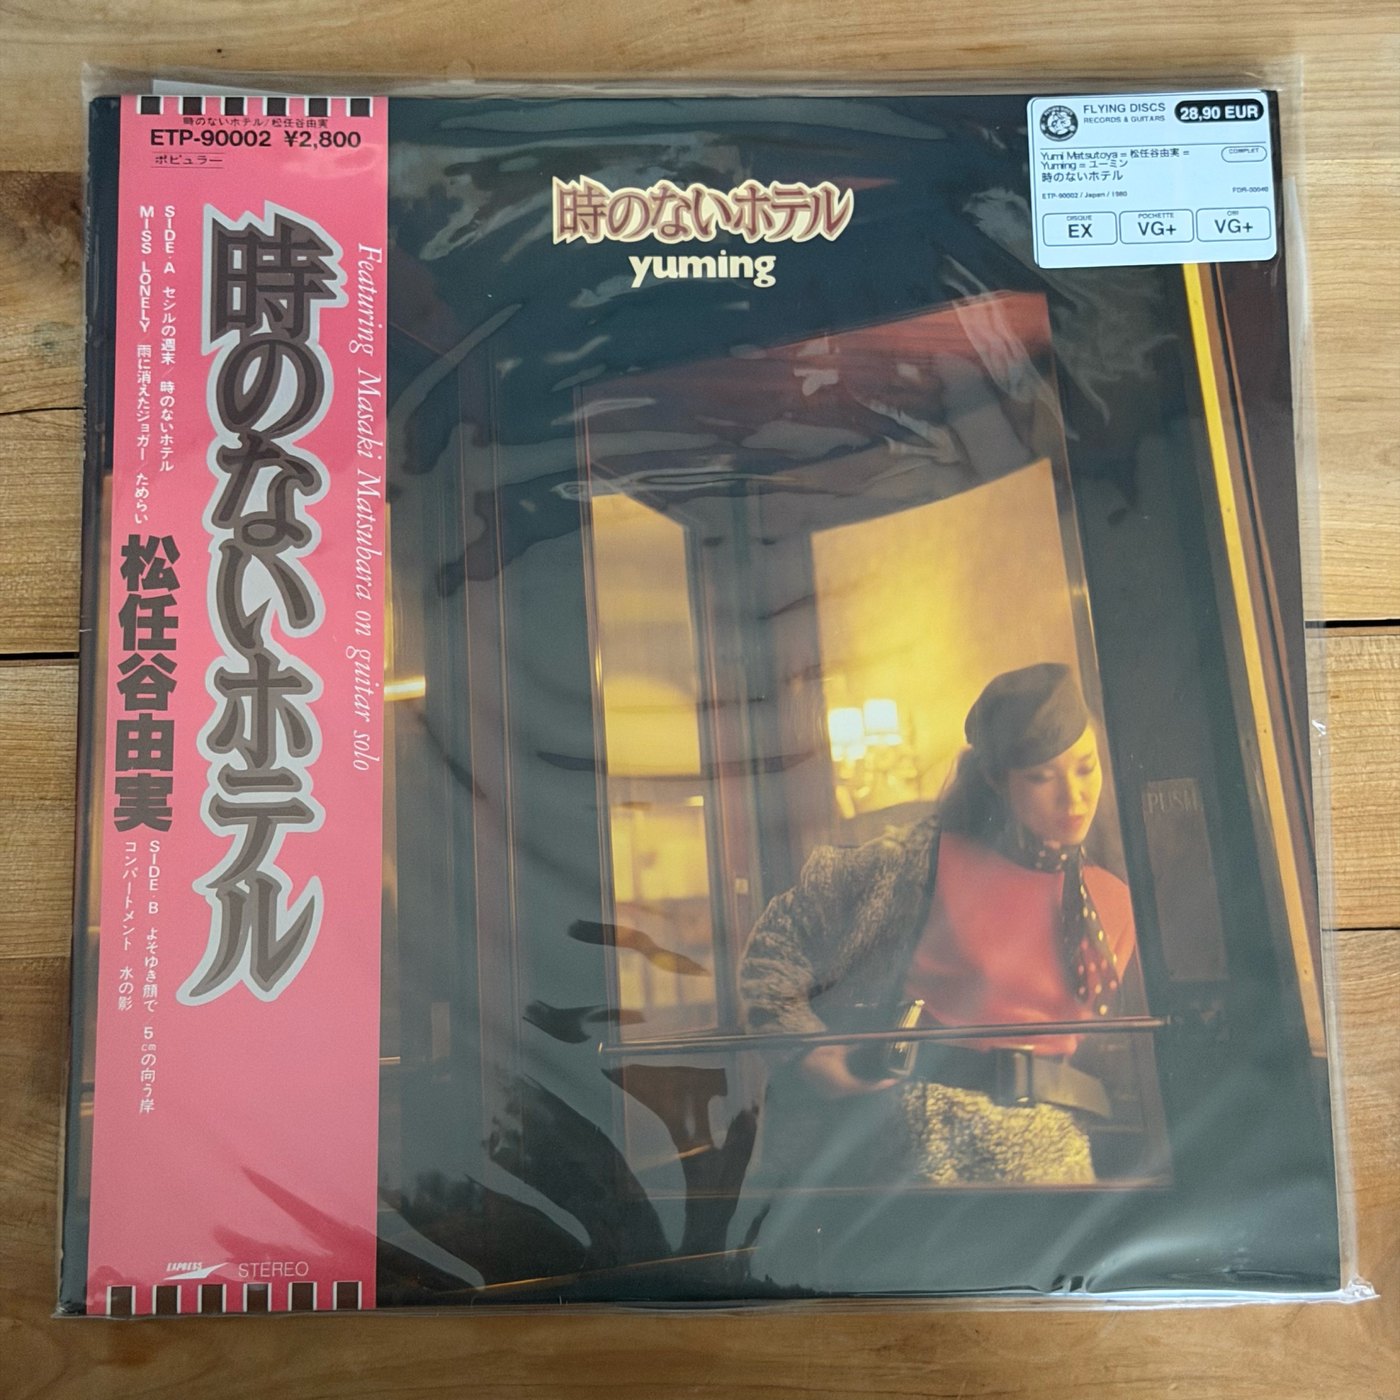 時のないホテル/松任谷由実
ETP-90002 ¥2,800
ポピュラー
Featuring Masaki Matsubara on guitar solo
時のないホテル
SIDE A セシルの週末/時のないホテル
MISS LONELY 雨に消えたジョガー ためらい
松任谷由実
SIDE B よそゆき顔で 5cmの向う岸
コンパートメント 水の影
EXPRESS STEREO
時のないホテル
yuming
FLYING DISCS
RECORDS & GUITARS
28,90 EUR
Yumi Matsutoya = 松任谷由実 =
Yuming = ユーミン
時のないホテル
COMPLET
ETP-90002 / Japan / 1980
FDR-00040
DISQUE
EX
POCHETTE
VG+
OBI
VG+
PUSH